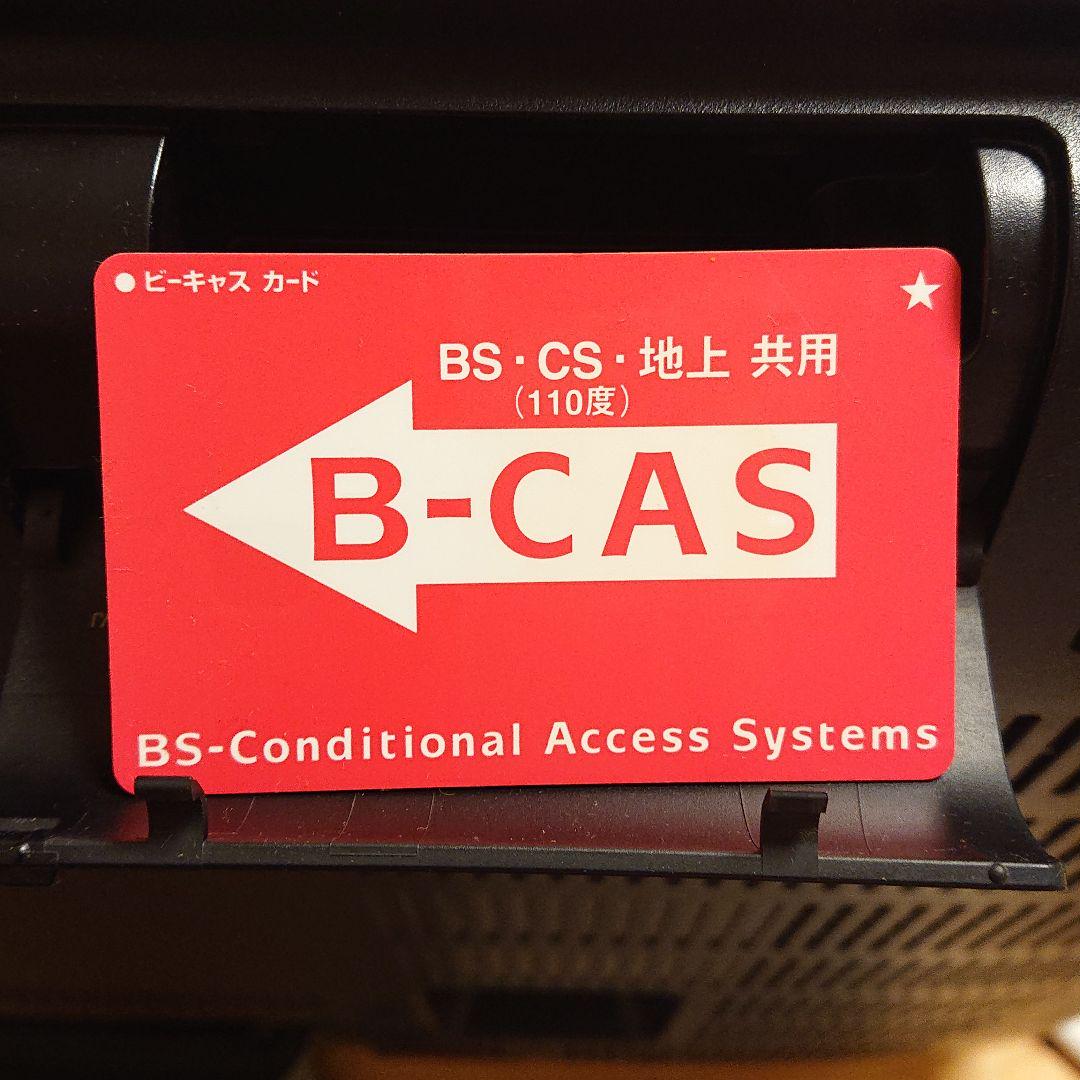 ● ビーキャス カード
★
BS・CS・地上 共用
(110度)
B-CAS
BS-Conditional Access Systems